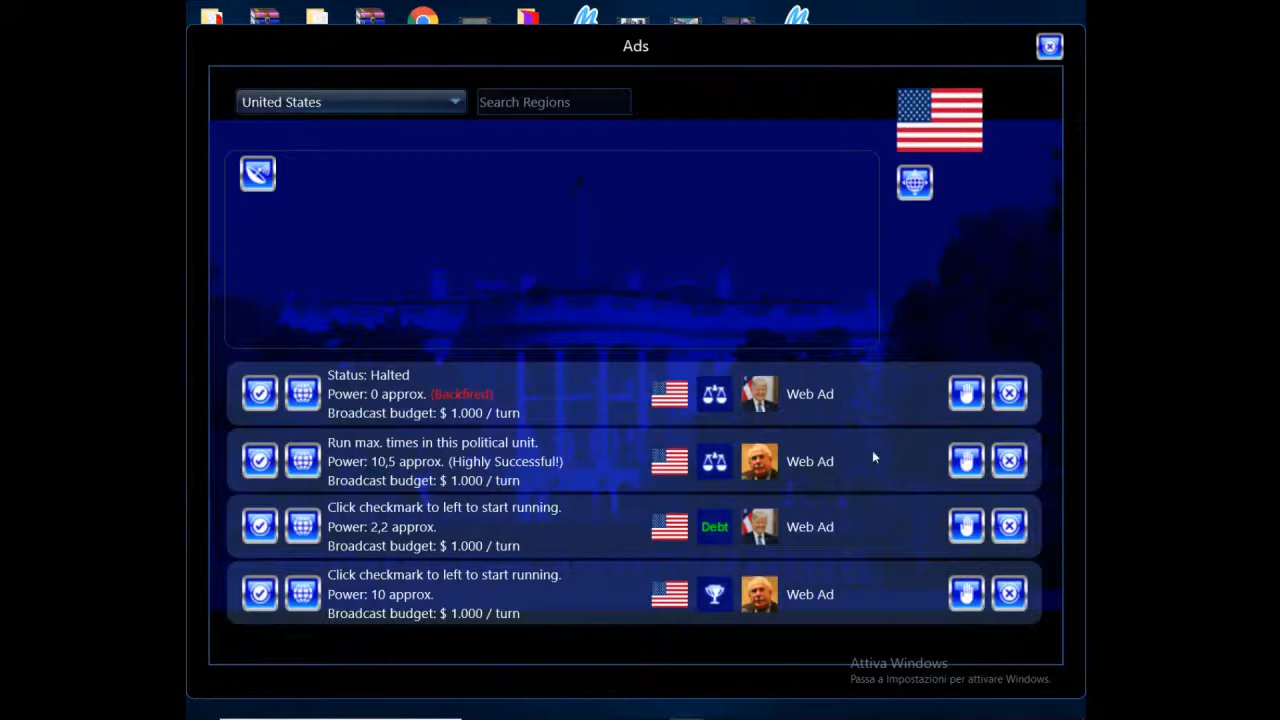 Ads
United States
Search Regions
Status: Halted
Power: 0 approx. (Backfired)
Broadcast budget: $ 1.000 / turn
Web Ad
Run max. times in this political unit.
Power: 10,5 approx. (Highly Successful!)
Broadcast budget: $ 1.000 / turn
Web Ad
Click checkmark to left to start running.
Power: 2,2 approx.
Broadcast budget: $ 1.000 / turn
Debt
Web Ad
Click checkmark to left to start running.
Power: 10 approx.
Broadcast budget: $ 1.000 / turn
Web Ad
Attiva Windows
Passa a Impostazioni per attivare Windows.